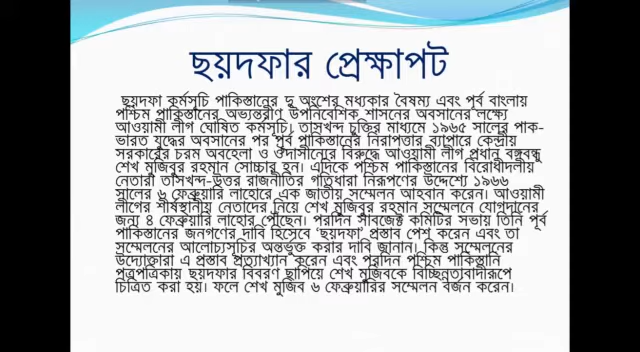 ছয়দফার প্রেক্ষাপট
ছয়দফা কর্মসূচি পাকিস্তানের দু অংশের মধ্যকার বৈষম্য এবং পূর্ব বাংলায়
পশ্চিম পাকিস্তানের অভ্যন্তরীণ উপনিবেশিক শাসনের অবসানের লক্ষ্যে
আওয়ামী লীগ ঘোষিত কর্মসূচি। তাসখন্দ চুক্তির মাধ্যমে ১৯৬৫ সালের পাক-
ভারত যুদ্ধের অবসানের পর পূর্ব পাকিস্তানের নিরাপত্তার ব্যাপারে কেন্দ্রীয়
সরকারের চরম অবহেলা ও ঔদাসীন্যের বিরুদ্ধে আওয়ামী লীগ প্রধান বঙ্গবন্ধু
শেখ মুজিবুর রহমান সোচ্চার হন। এদিকে পশ্চিম পাকিস্তানের বিরোধীদলীয়
নেতারা তাসখন্দ-উত্তর রাজনীতির গতিধারা নিরূপণের উদ্দেশ্যে ১৯৬৬
সালের ৬ ফেব্রুয়ারি লাহোরে এক জাতীয় সম্মেলন আহবান করেন। আওয়ামী
লীগের শীর্ষস্থানীয় নেতাদের নিয়ে শেখ মুজিবুর রহমান সম্মেলনে যোগদানের
জন্য ৪ ফেব্রুয়ারি লাহোর পৌঁছেন। পরদিন সাবজেক্ট কমিটির সভায় তিনি পূর্ব
পাকিস্তানের জনগণের দাবি হিসেবে ‘ছয়দফা’ প্রস্তাব পেশ করেন এবং তা
সম্মেলনের আলোচ্যসূচির অন্তর্ভুক্ত করার দাবি জানান। কিন্তু সম্মেলনের
উদ্যোক্তারা এ প্রস্তাব প্রত্যাখ্যান করেন এবং পরদিন পশ্চিম পাকিস্তানি
পত্রপত্রিকায় ছয়দফার বিবরণ ছাপিয়ে শেখ মুজিবকে বিচ্ছিন্নতাবাদীরূপে
চিত্রিত করা হয়। ফলে শেখ মুজিব ৬ ফেব্রুয়ারির সম্মেলন বর্জন করেন।